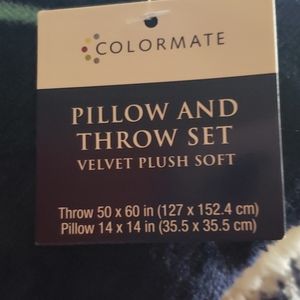 COLORMATE
PILLOW AND
THROW SET
VELVET PLUSH SOFT
Throw 50 x 60 in (127 x 152.4 cm)
Pillow 14 x 14 in (35.5 x 35.5 cm)